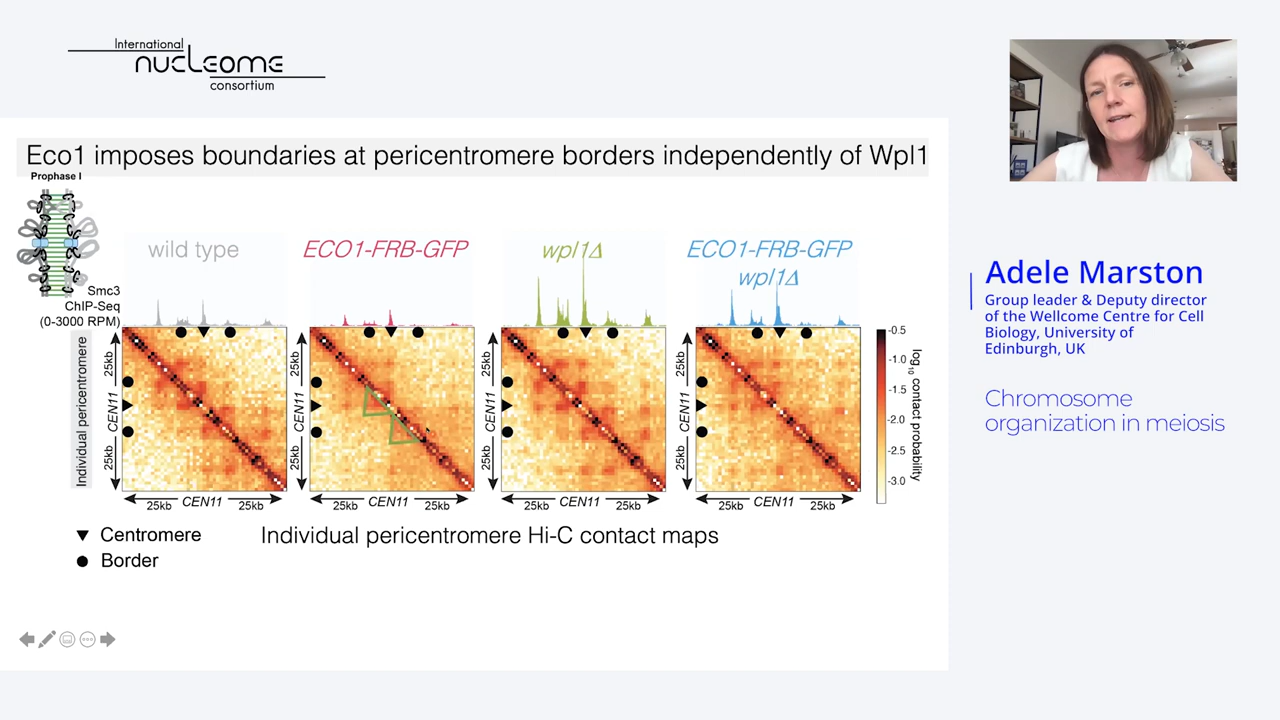 International
nucleome
consortium
Eco1 imposes boundaries at pericentromere borders independently of Wpl1
Prophase I
Smc3
ChIP-Seq
(0-3000 RPM)
wild type
ECO1-FRB-GFP
wpl1Δ
ECO1-FRB-GFP
wpl1Δ
Individual pericentromere
25kb
CEN11
25kb
25kb
CEN11
25kb
25kb
CEN11
25kb
25kb
CEN11
25kb
25kb
CEN11
25kb
25kb
CEN11
25kb
25kb
CEN11
25kb
25kb
CEN11
25kb
-0.5
-1.0
-1.5
-2.0
-2.5
-3.0
log10 contact probability
Centromere
Border
Individual pericentromere Hi-C contact maps
Adele Marston
Group leader & Deputy director
of the Wellcome Centre for Cell
Biology, University of
Edinburgh, UK
Chromosome
organization in meiosis